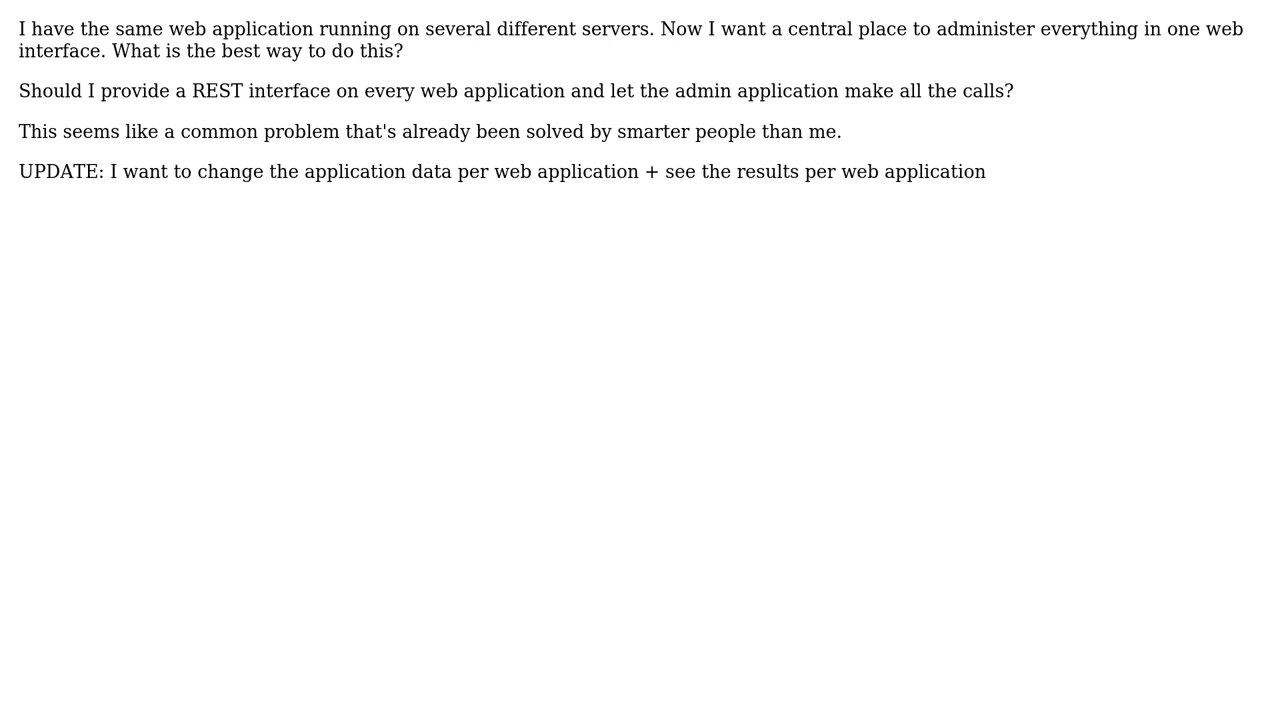 I have the same web application running on several different servers. Now I want a central place to administer everything in one web
interface. What is the best way to do this?
Should I provide a REST interface on every web application and let the admin application make all the calls?
This seems like a common problem that's already been solved by smarter people than me.
UPDATE: I want to change the application data per web application + see the results per web application